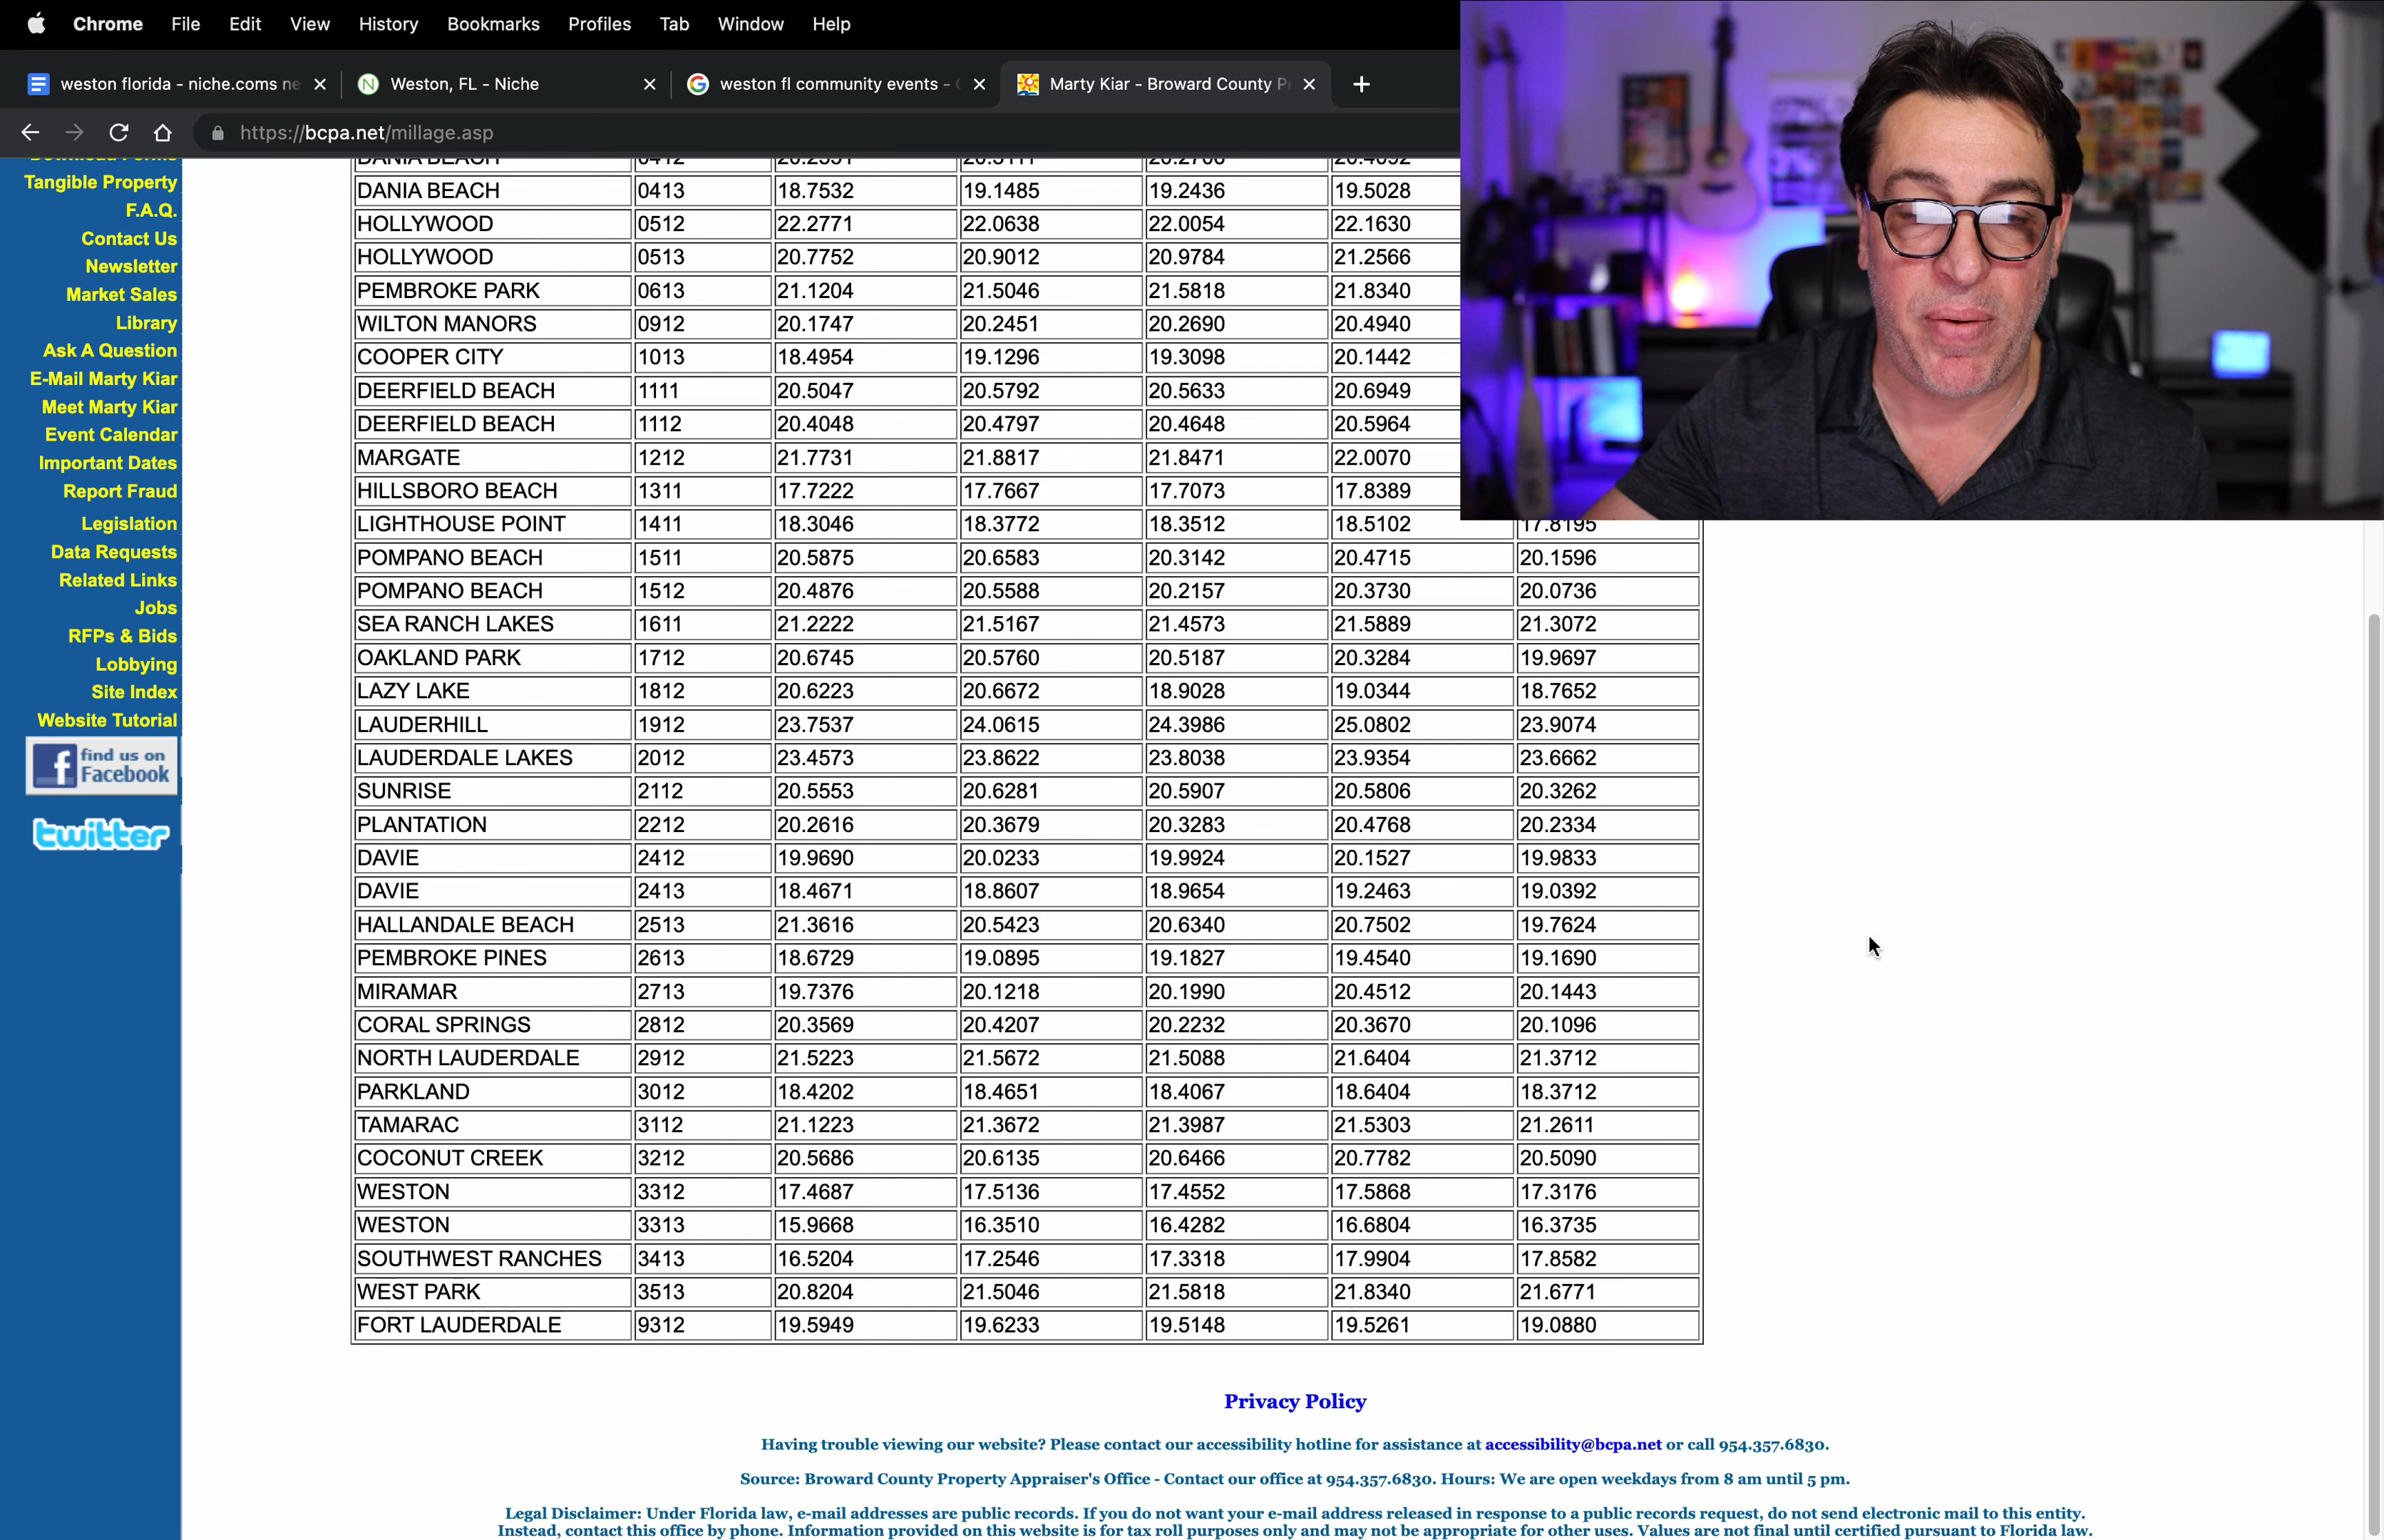 Chrome File Edit View History Bookmarks Profiles Tab Window Help
weston florida - niche.coms ne
Weston, FL - Niche
weston fl community events -
Marty Kiar - Broward County P
https://bcpa.net/millage.asp
Download Forms
Tangible Property
F.A.Q.
Contact Us
Newsletter
Market Sales
Library
Ask A Question
E-Mail Marty Kiar
Meet Marty Kiar
Event Calendar
Important Dates
Report Fraud
Legislation
Data Requests
Related Links
Jobs
RFPs & Bids
Lobbying
Site Index
Website Tutorial
find us on
Facebook
twitter
DANIA BEACH 0412
DANIA BEACH 0413 18.7532 19.1485 19.2436 19.5028
HOLLYWOOD 0512 22.2771 22.0638 22.0054 22.1630
HOLLYWOOD 0513 20.7752 20.9012 20.9784 21.2566
PEMBROKE PARK 0613 21.1204 21.5046 21.5818 21.8340
WILTON MANORS 0912 20.1747 20.2451 20.2690 20.4940
COOPER CITY 1013 18.4954 19.1296 19.3098 20.1442
DEERFIELD BEACH 1111 20.5047 20.5792 20.5633 20.6949
DEERFIELD BEACH 1112 20.4048 20.4797 20.4648 20.5964
MARGATE 1212 21.7731 21.8817 21.8471 22.0070
HILLSBORO BEACH 1311 17.7222 17.7667 17.7073 17.8389
LIGHTHOUSE POINT 1411 18.3046 18.3772 18.3512 18.5102 17.8195
POMPANO BEACH 1511 20.5875 20.6583 20.3142 20.4715 20.1596
POMPANO BEACH 1512 20.4876 20.5588 20.2157 20.3730 20.0736
SEA RANCH LAKES 1611 21.2222 21.5167 21.4573 21.5889 21.3072
OAKLAND PARK 1712 20.6745 20.5760 20.5187 20.3284 19.9697
LAZY LAKE 1812 20.6223 20.6672 18.9028 19.0344 18.7652
LAUDERHILL 1912 23.7537 24.0615 24.3986 25.0802 23.9074
LAUDERDALE LAKES 2012 23.4573 23.8622 23.8038 23.9354 23.6662
SUNRISE 2112 20.5553 20.6281 20.5907 20.5806 20.3262
PLANTATION 2212 20.2616 20.3679 20.3283 20.4768 20.2334
DAVIE 2412 19.9690 20.0233 19.9924 20.1527 19.9833
DAVIE 2413 18.4671 18.8607 18.9654 19.2463 19.0392
HALLANDALE BEACH 2513 21.3616 20.5423 20.6340 20.7502 19.7624
PEMBROKE PINES 2613 18.6729 19.0895 19.1827 19.4540 19.1690
MIRAMAR 2713 19.7376 20.1218 20.1990 20.4512 20.1443
CORAL SPRINGS 2812 20.3569 20.4207 20.2232 20.3670 20.1096
NORTH LAUDERDALE 2912 21.5223 21.5672 21.5088 21.6404 21.3712
PARKLAND 3012 18.4202 18.4651 18.4067 18.6404 18.3712
TAMARAC 3112 21.1223 21.3672 21.3987 21.5303 21.2611
COCONUT CREEK 3212 20.5686 20.6135 20.6466 20.7782 20.5090
WESTON 3312 17.4687 17.5136 17.4552 17.5868 17.3176
WESTON 3313 15.9668 16.3510 16.4282 16.6804 16.3735
SOUTHWEST RANCHES 3413 16.5204 17.2546 17.3318 17.9904 17.8582
WEST PARK 3513 20.8204 21.5046 21.5818 21.8340 21.6771
FORT LAUDERDALE 9312 19.5949 19.6233 19.5148 19.5261 19.0880
Privacy Policy
Having trouble viewing our website? Please contact our accessibility hotline for assistance at accessibility@bcpa.net or call 954.357.6830.
Source: Broward County Property Appraiser's Office - Contact our office at 954.357.6830. Hours: We are open weekdays from 8 am until 5 pm.
Legal Disclaimer: Under Florida law, e-mail addresses are public records. If you do not want your e-mail address released in response to a public records request, do not send electronic mail to this entity.
Instead, contact this office by phone. Information provided on this website is for tax roll purposes only and may not be appropriate for other uses. Values are not final until certified pursuant to Florida law.